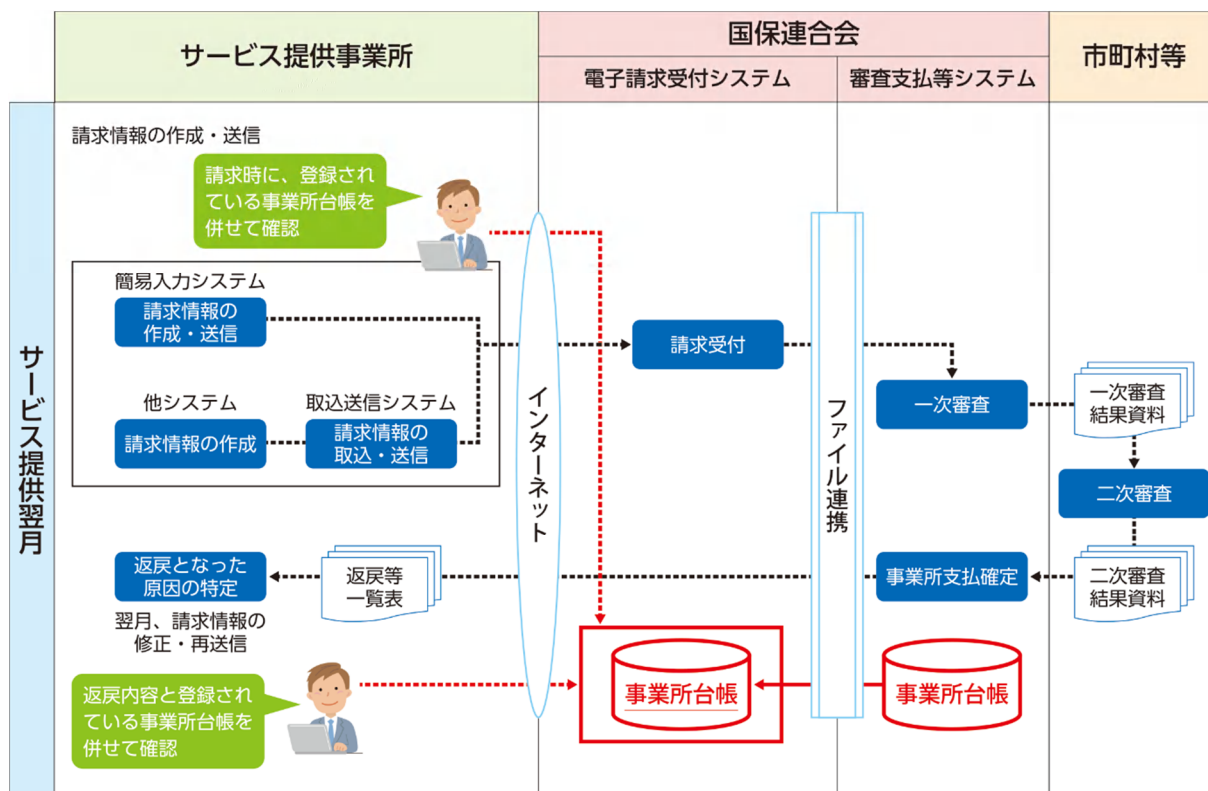 サービス提供事業所
国保連合会
電子請求受付システム
審査支払等システム
市町村等
サービス提供翌月
請求情報の作成・送信
請求時に、登録され
ている事業所台帳を
併せて確認
簡易入力システム
請求情報の
作成・送信
他システム
請求情報の作成
取込送信システム
請求情報の
取込・送信
インターネット
請求受付
ファイル連携
一次審査
一次審査
結果資料
二次審査
二次審査
結果資料
事業所支払確定
返戻等
一覧表
返戻となった
原因の特定
翌月、請求情報の
修正・再送信
返戻内容と登録され
ている事業所台帳を
併せて確認
事業所台帳
事業所台帳